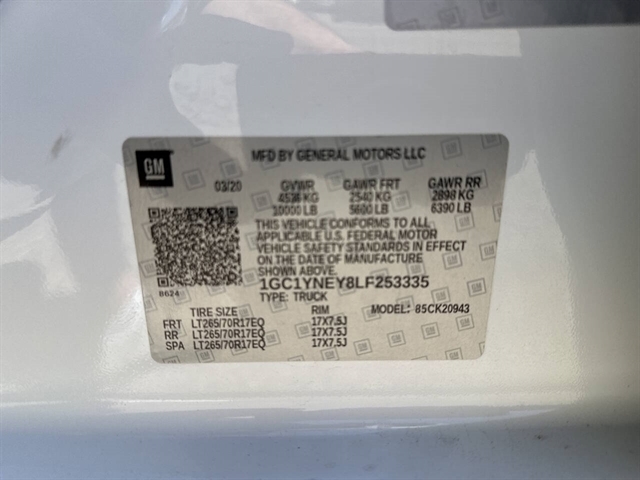 GM
MFD BY GENERAL MOTORS LLC
03/20 GVWR GAWR FRT GAWR RR
4536 KG 2540 KG 2898 KG
10000 LB 5600 LB 6390 LB
THIS VEHICLE CONFORMS TO ALL
APPLICABLE U.S. FEDERAL MOTOR
VEHICLE SAFETY STANDARDS IN EFFECT
ON THE DATE OF MANUFACTURE
SHOWN ABOVE.
1GC1YNEY8LF253335
8624 TYPE: TRUCK
TIRE SIZE RIM MODEL: 85CK20943
FRT LT265/70R17EQ 17X7.5J
RR LT265/70R17EQ 17X7.5J
SPA LT265/70R17EQ 17X7.5J